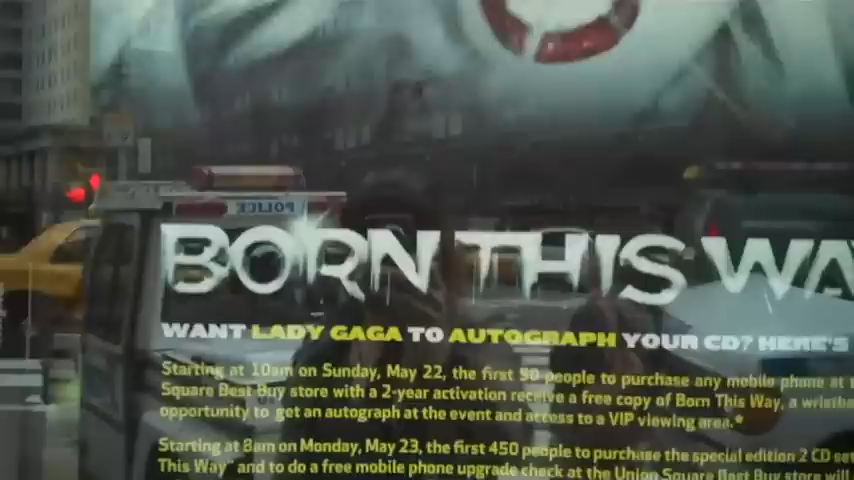 POLICE
BORN THIS WA
WANT LADY GAGA TO AUTOGRAPH YOUR CD? HERE'S
Starting at 10am on Sunday, May 22, the first 50 people to purchase any mobile phone at
Square Best Buy store with a 2-year activation receive a free copy of Born This Way, a wristba
opportunity to get an autograph at the event and access to a VIP viewing area.*
Starting at 8am on Monday, May 23, the first 450 people to purchase the special edition 2 CD set
This Way" and to do a free mobile phone upgrade check at the Union Square Best Buy store will